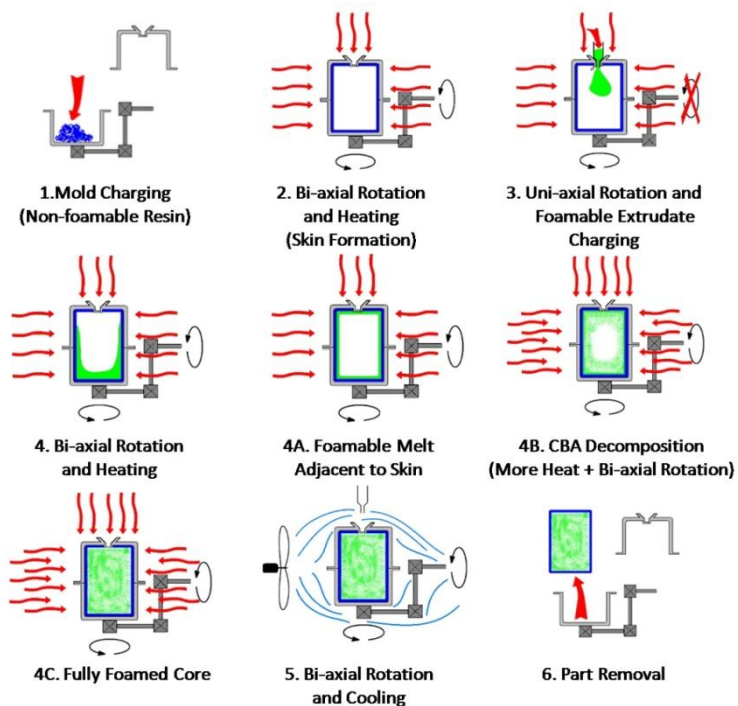 1.Mold Charging
(Non-foamable Resin)
2. Bi-axial Rotation
and Heating
(Skin Formation)
3. Uni-axial Rotation and
Foamable Extrudate
Charging
4. Bi-axial Rotation
and Heating
4A. Foamable Melt
Adjacent to Skin
4B. CBA Decomposition
(More Heat + Bi-axial Rotation)
4C. Fully Foamed Core
5. Bi-axial Rotation
and Cooling
6. Part Removal